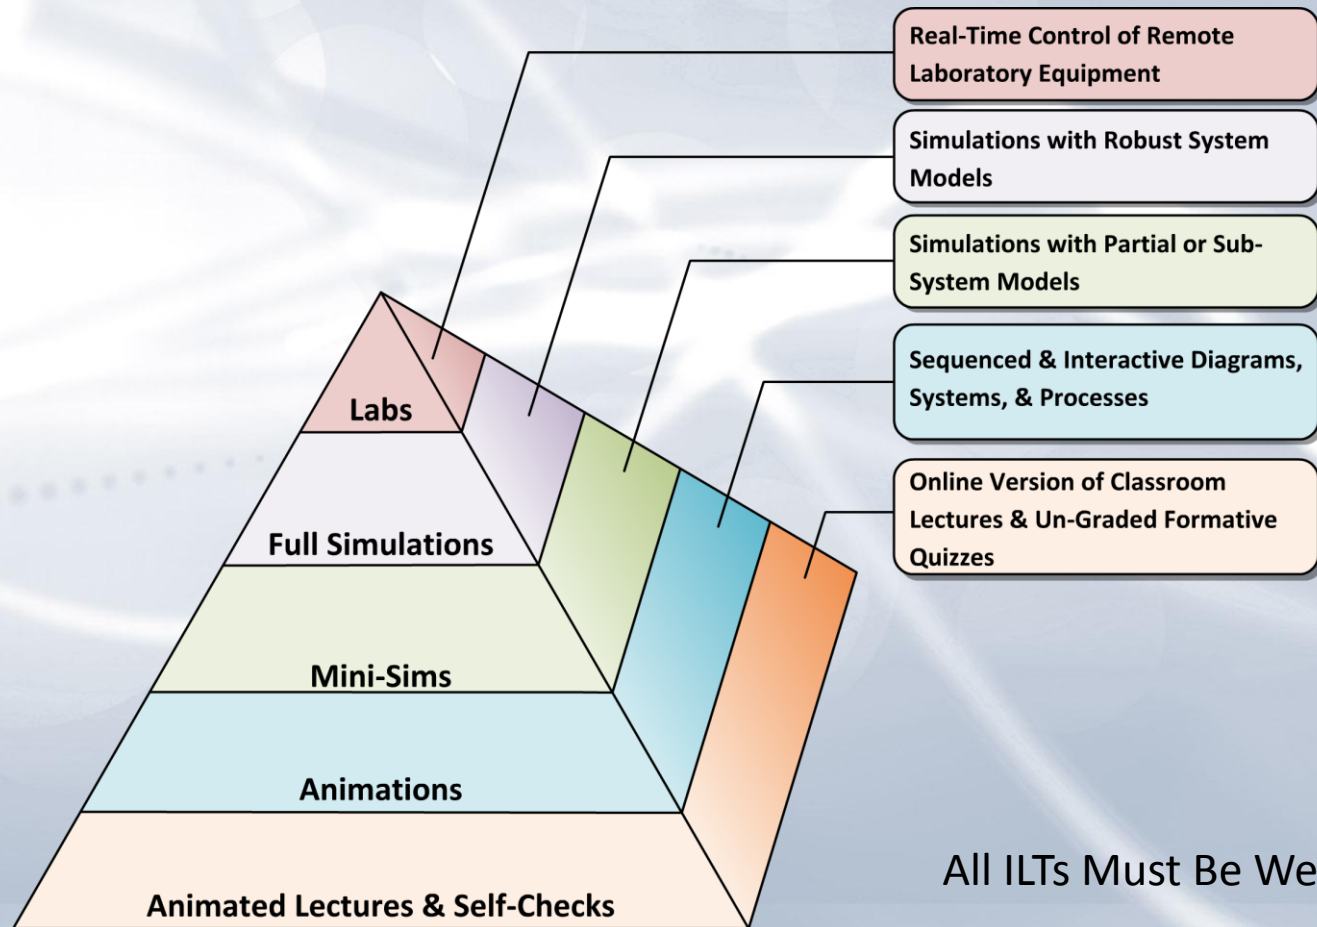 Real-Time Control of Remote
Laboratory Equipment
Simulations with Robust System
Models
Simulations with Partial or Sub-
System Models
Sequenced & Interactive Diagrams,
Systems, & Processes
Online Version of Classroom
Lectures & Un-Graded Formative
Quizzes
Labs
Full Simulations
Mini-Sims
Animations
Animated Lectures & Self-Checks
All ILTs Must Be We